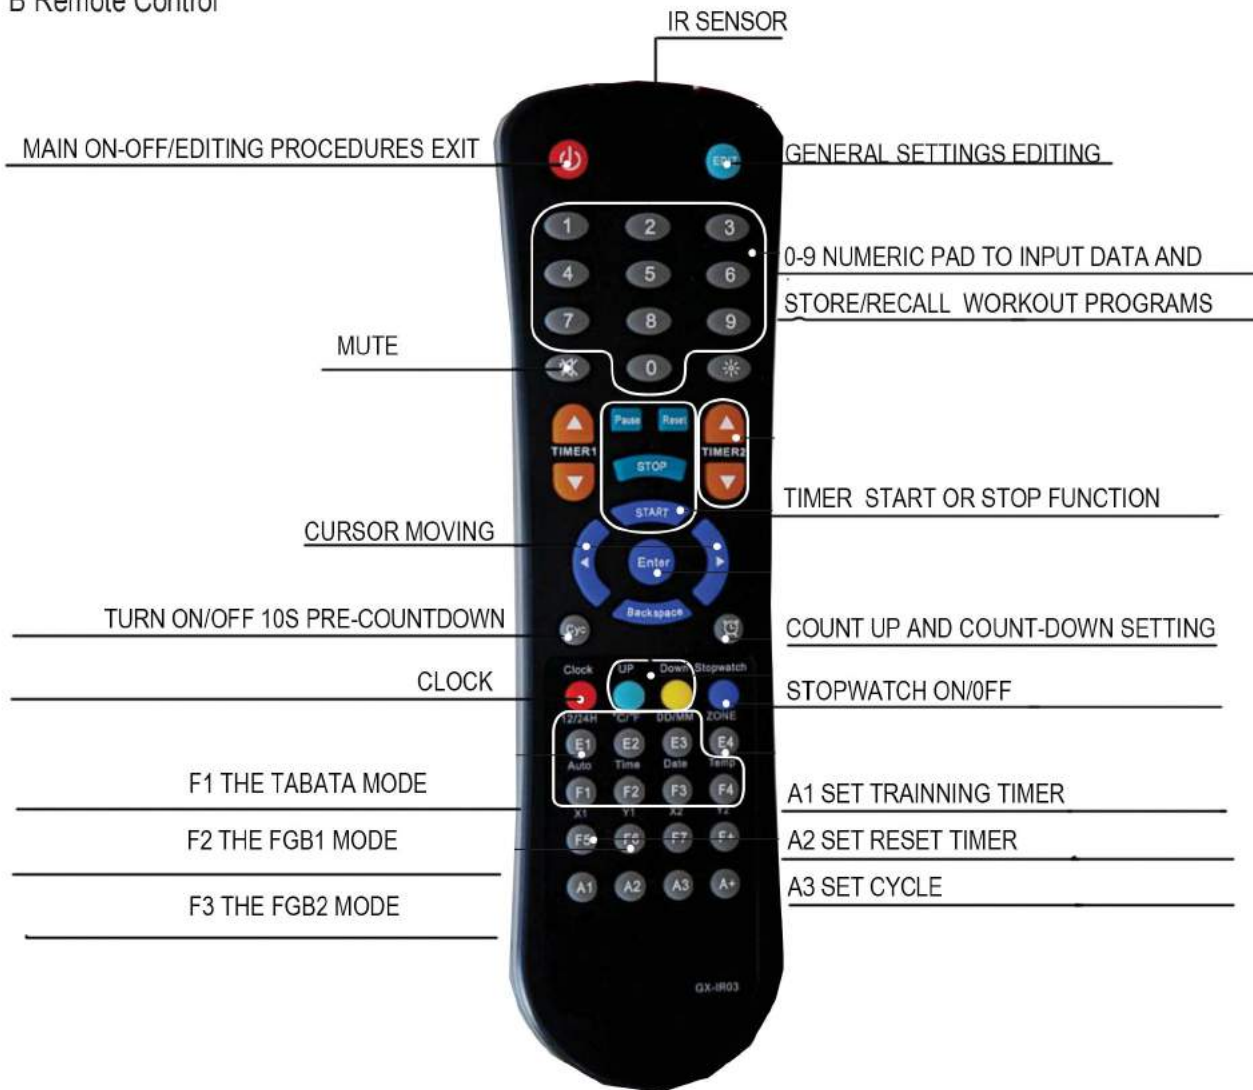 B Remote Control
IR SENSOR
MAIN ON-OFF/EDITING PROCEDURES EXIT
EDIT
GENERAL SETTINGS EDITING
1 2 3
0-9 NUMERIC PAD TO INPUT DATA AND
4 5 6
STORE/RECALL WORKOUT PROGRAMS
7 8 9
MUTE
0
Pause Reset
TIMER1 TIMER2
STOP
TIMER START OR STOP FUNCTION
START
CURSOR MOVING
Enter
Backspace
TURN ON/OFF 10S PRE-COUNTDOWN
Cyc
COUNT UP AND COUNT-DOWN SETTING
Clock UP Down Stopwatch
CLOCK
STOPWATCH ON/0FF
12/24H °C/°F DD/MM ZONE
E1 E2 E3 E4
Auto Time Date Temp
F1 THE TABATA MODE
F1 F2 F3 F4
A1 SET TRAINNING TIMER
X1 Y1 X2 Y2
F2 THE FGB1 MODE
F5 F6 F7 F+
A2 SET RESET TIMER
A1 A2 A3 A+
A3 SET CYCLE
F3 THE FGB2 MODE
GX-IR03